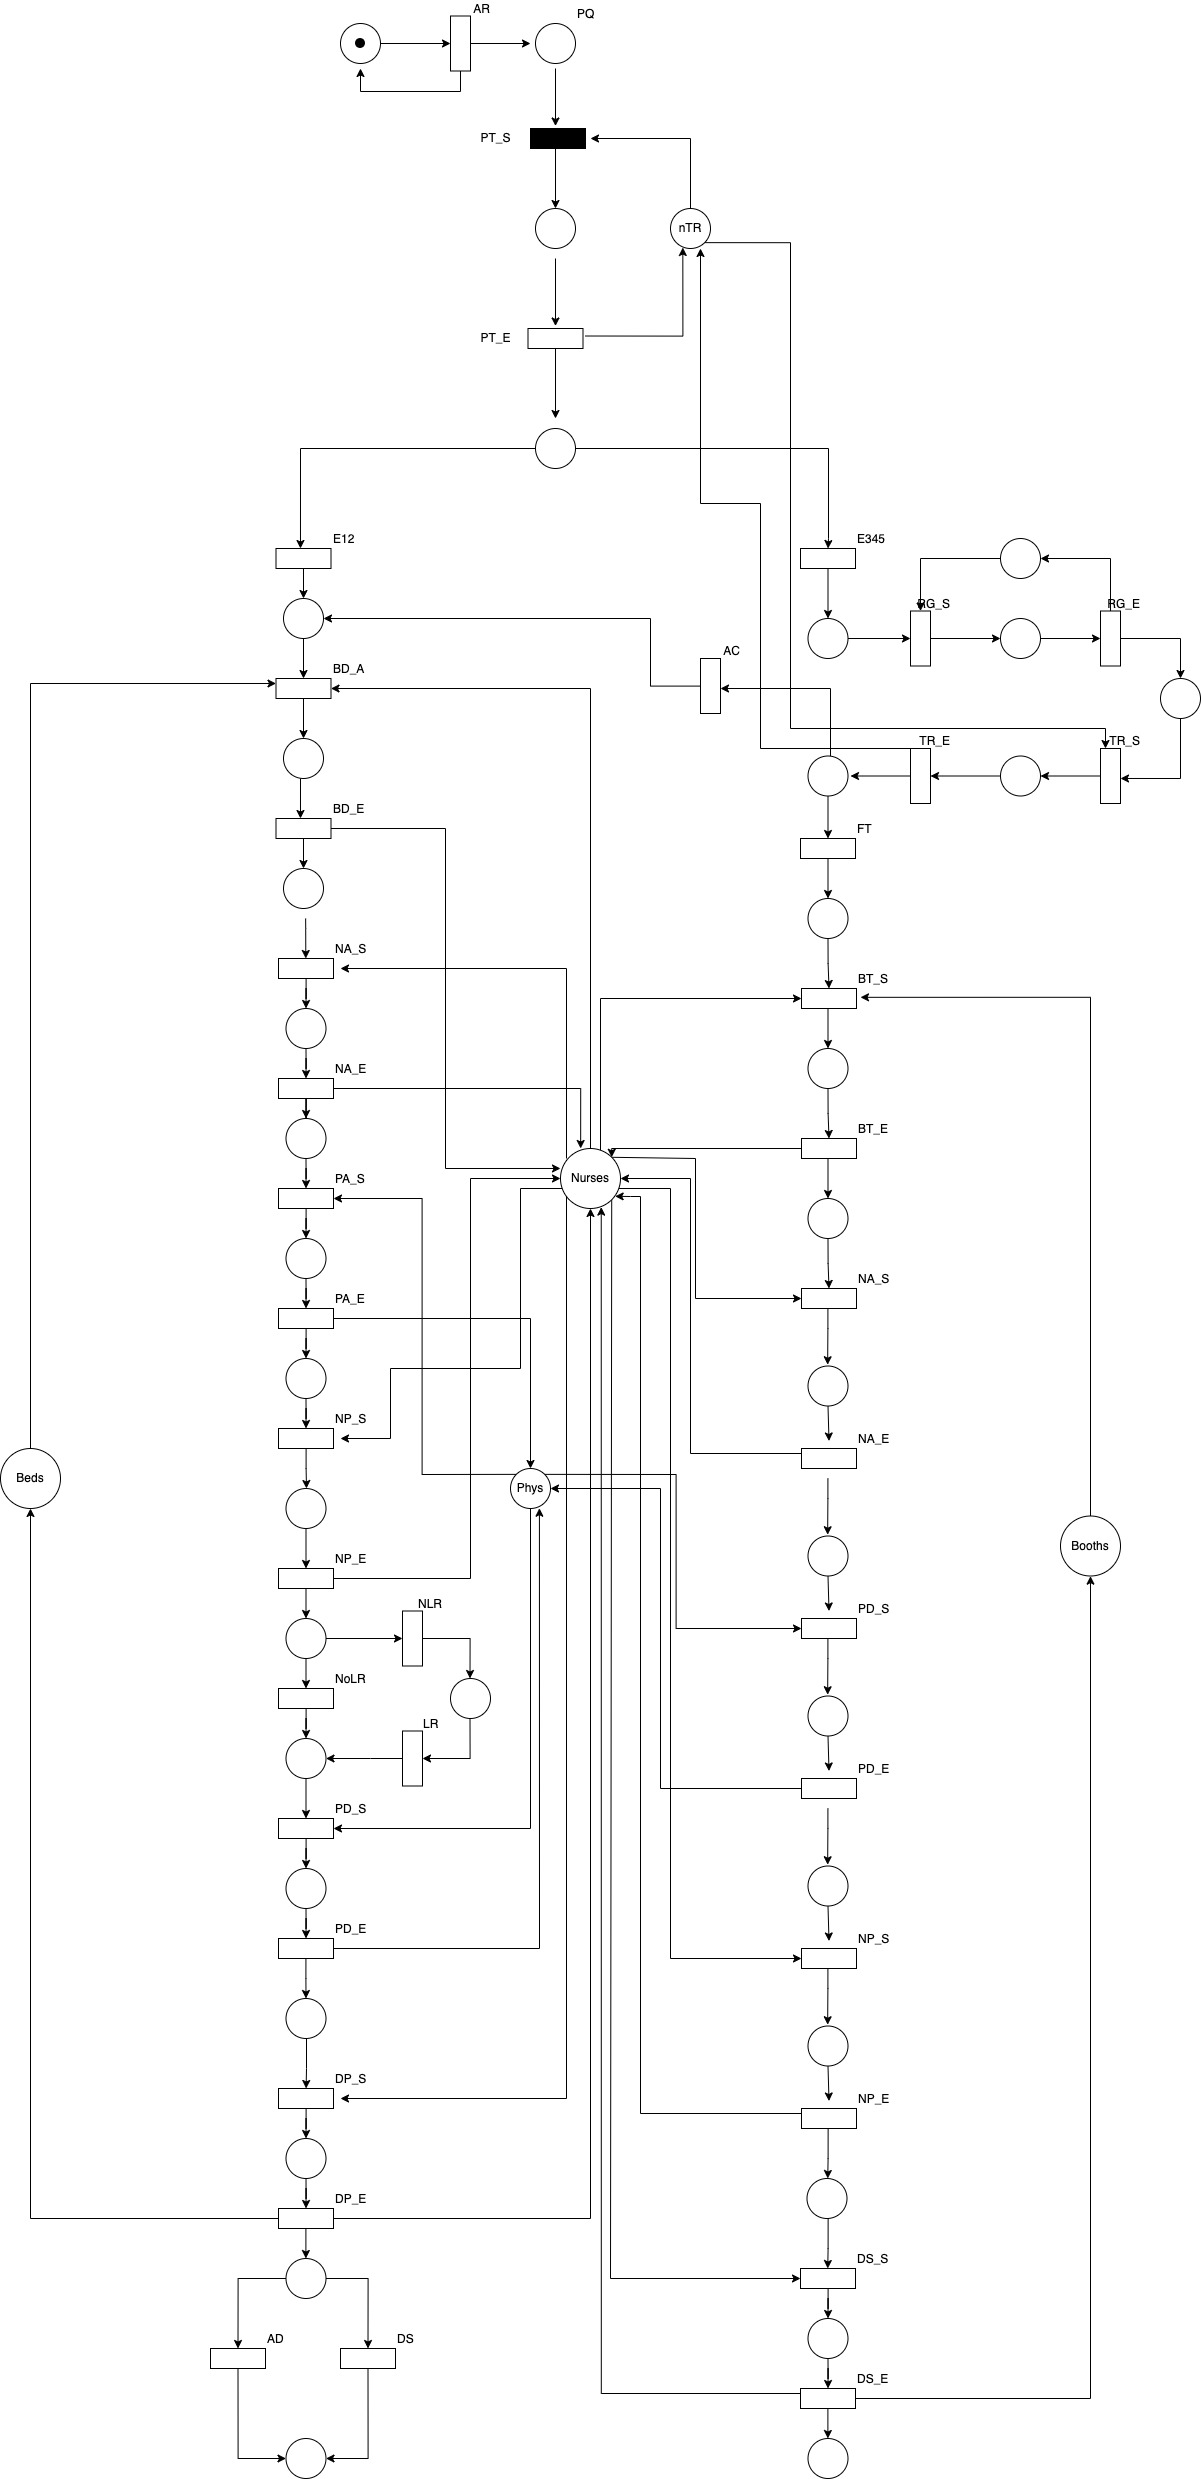 AR
PQ
PT_S
nTR
PT_E
E12
E345
RG_S
RG_E
AC
BD_A
TR_E
TR_S
BD_E
FT
NA_S
BT_S
NA_E
BT_E
PA_S
Nurses
NA_S
PA_E
NP_S
NA_E
Beds
Phys
Booths
NP_E
NLR
PD_S
NoLR
LR
PD_E
PD_S
PD_E
NP_S
DP_S
NP_E
DP_E
DS_S
AD
DS
DS_E